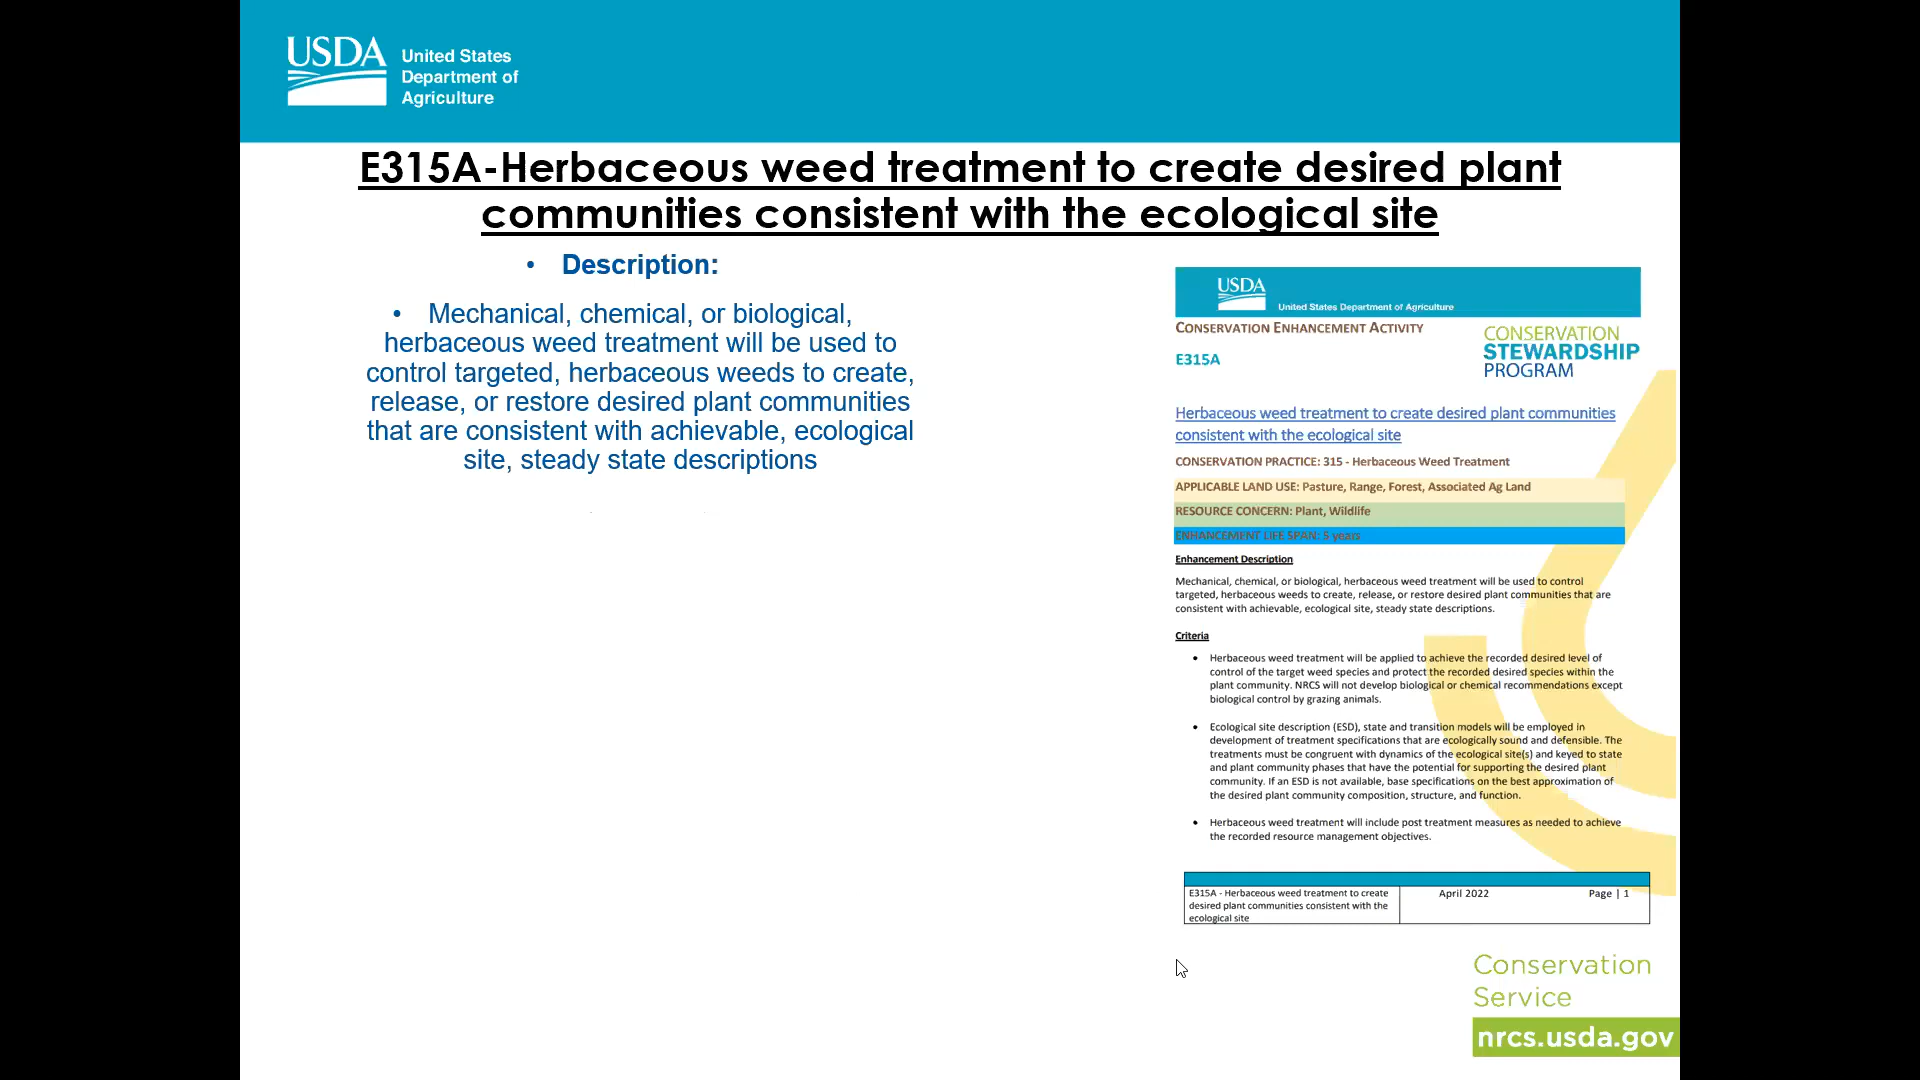 USDA
United States
Department of
Agriculture
E315A-Herbaceous weed treatment to create desired plant
communities consistent with the ecological site
• Description:
• Mechanical, chemical, or biological,
herbaceous weed treatment will be used to
control targeted, herbaceous weeds to create,
release, or restore desired plant communities
that are consistent with achievable, ecological
site, steady state descriptions
USDA
United States Department of Agriculture
CONSERVATION ENHANCEMENT ACTIVITY
E315A
CONSERVATION
STEWARDSHIP
PROGRAM
Herbaceous weed treatment to create desired plant communities
consistent with the ecological site
CONSERVATION PRACTICE: 315 - Herbaceous Weed Treatment
APPLICABLE LAND USE: Pasture, Range, Forest, Associated Ag Land
RESOURCE CONCERN: Plant, Wildlife
ENHANCEMENT LIFE SPAN: 5 years
Enhancement Description
Mechanical, chemical, or biological, herbaceous weed treatment will be used to control
targeted, herbaceous weeds to create, release, or restore desired plant communities that are
consistent with achievable, ecological site, steady state descriptions.
Criteria
• Herbaceous weed treatment will be applied to achieve the recorded desired level of
control of the target weed species and protect the recorded desired species within the
plant community. NRCS will not develop biological or chemical recommendations except
biological control by grazing animals.
• Ecological site description (ESD), state and transition models will be employed in
development of treatment specifications that are ecologically sound and defensible. The
treatments must be congruent with dynamics of the ecological site(s) and keyed to state
and plant community phases that have the potential for supporting the desired plant
community. If an ESD is not available, base specifications on the best approximation of
the desired plant community composition, structure, and function.
• Herbaceous weed treatment will include post treatment measures as needed to achieve
the recorded resource management objectives.
E315A - Herbaceous weed treatment to create
desired plant communities consistent with the
ecological site
April 2022
Page | 1
Conservation
Service
nrcs.usda.gov